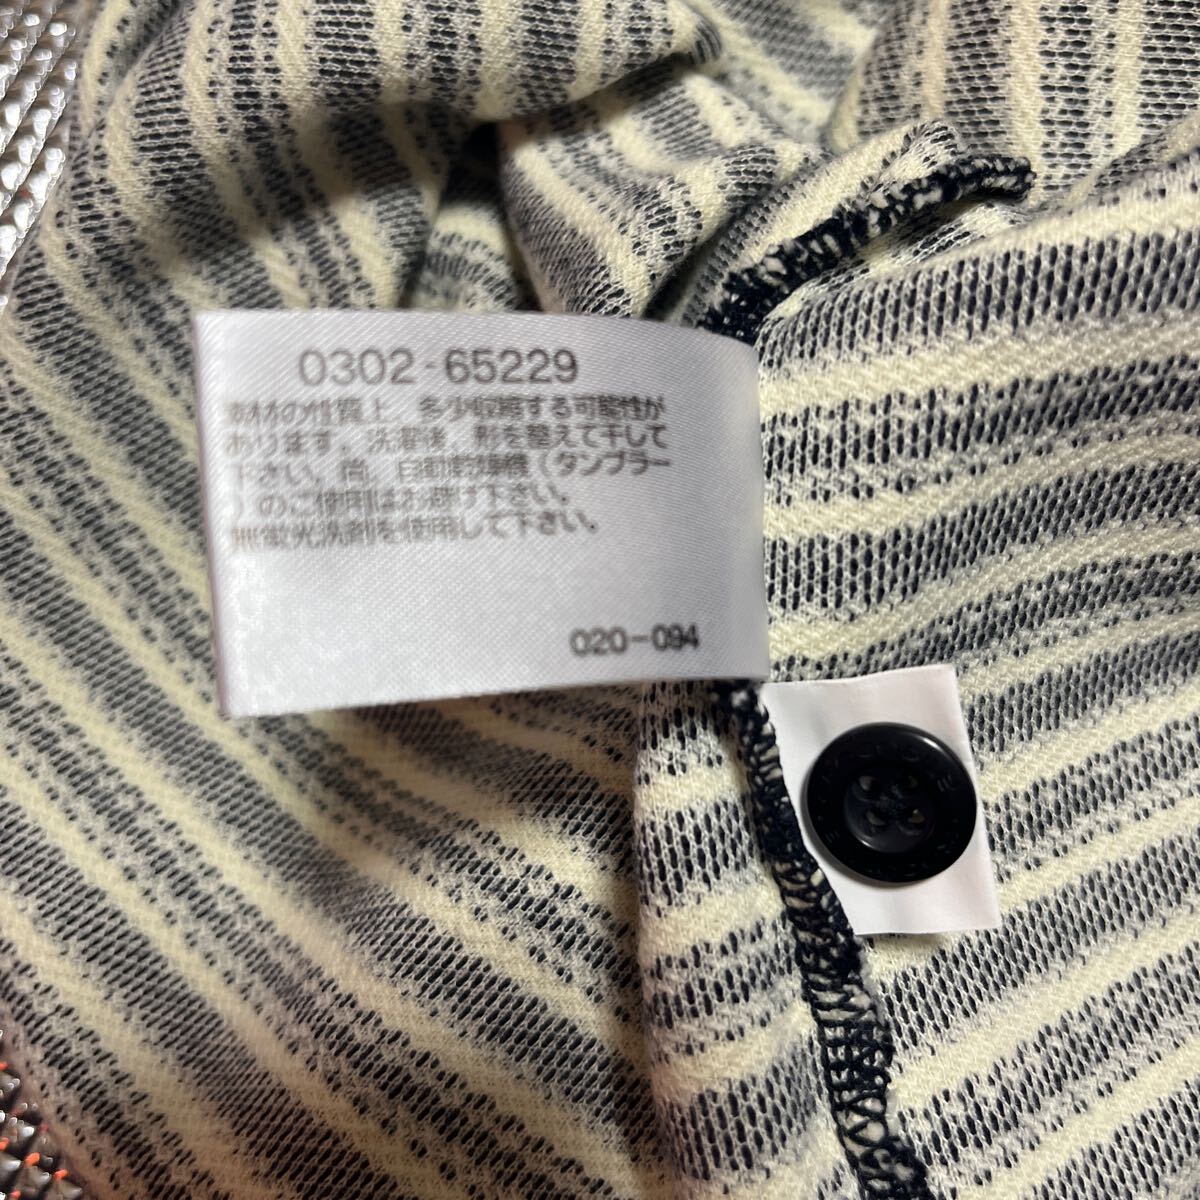 0302-65229
の性質上、多少収縮する可能性が
あります。洗濯後、形を整えて干して
下さい。尚、自動乾燥機(タンブラー
)のご使用はお避け下さい。
無蛍光洗剤を使用して下さい。
020-094